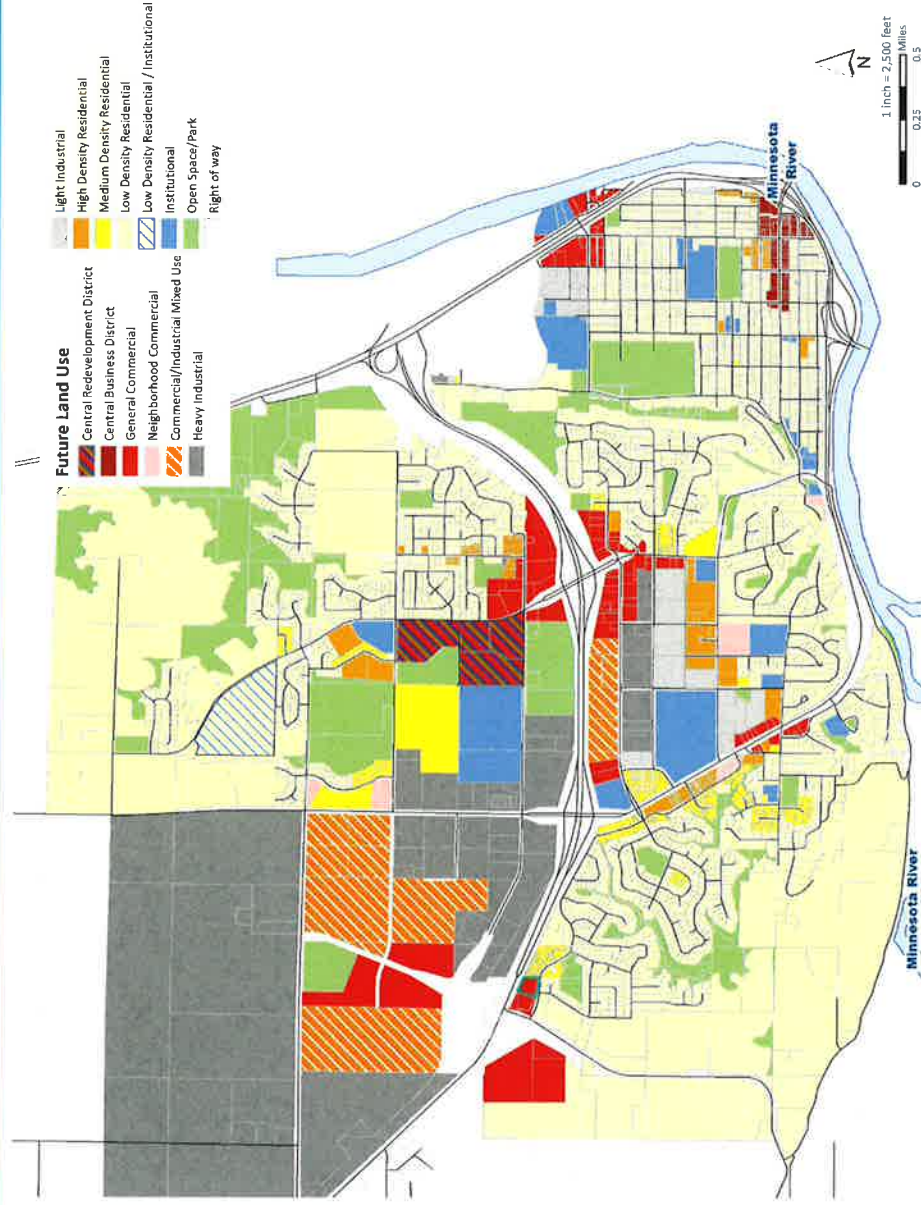 Future Land Use
Central Redevelopment District
Central Business District
General Commercial
Neighborhood Commercial
Commercial/Industrial Mixed Use
Heavy Industrial
Light Industrial
High Density Residential
Medium Density Residential
Low Density Residential
Low Density Residential / Institutional
Institutional
Open Space/Park
Right of way
Minnesota
River
Minnesota River
N
1 inch = 2,500 feet
Miles
0 0.25 0.5